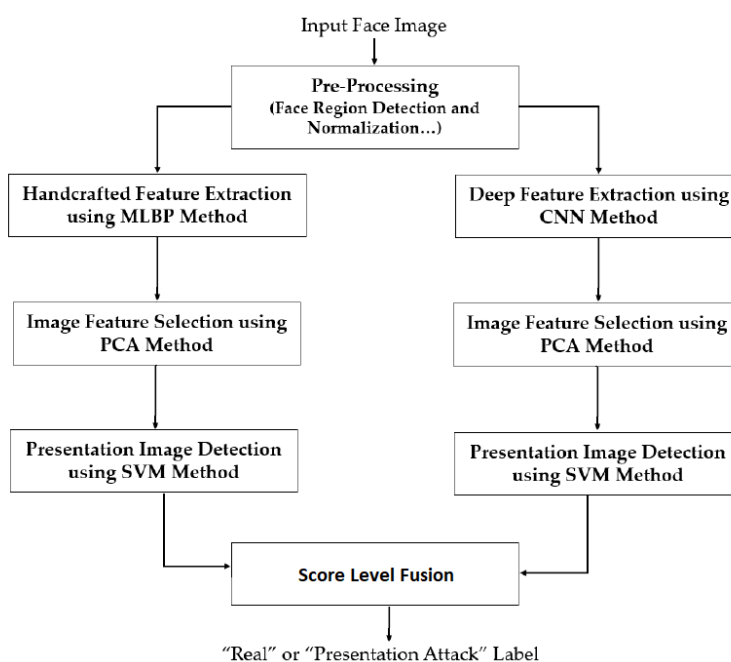 Input Face Image
Pre-Processing
(Face Region Detection and
Normalization…)
Handcrafted Feature Extraction
using MLBP Method
Deep Feature Extraction using
CNN Method
Image Feature Selection using
PCA Method
Image Feature Selection using
PCA Method
Presentation Image Detection
using SVM Method
Presentation Image Detection
using SVM Method
Score Level Fusion
“Real” or “Presentation Attack” Label